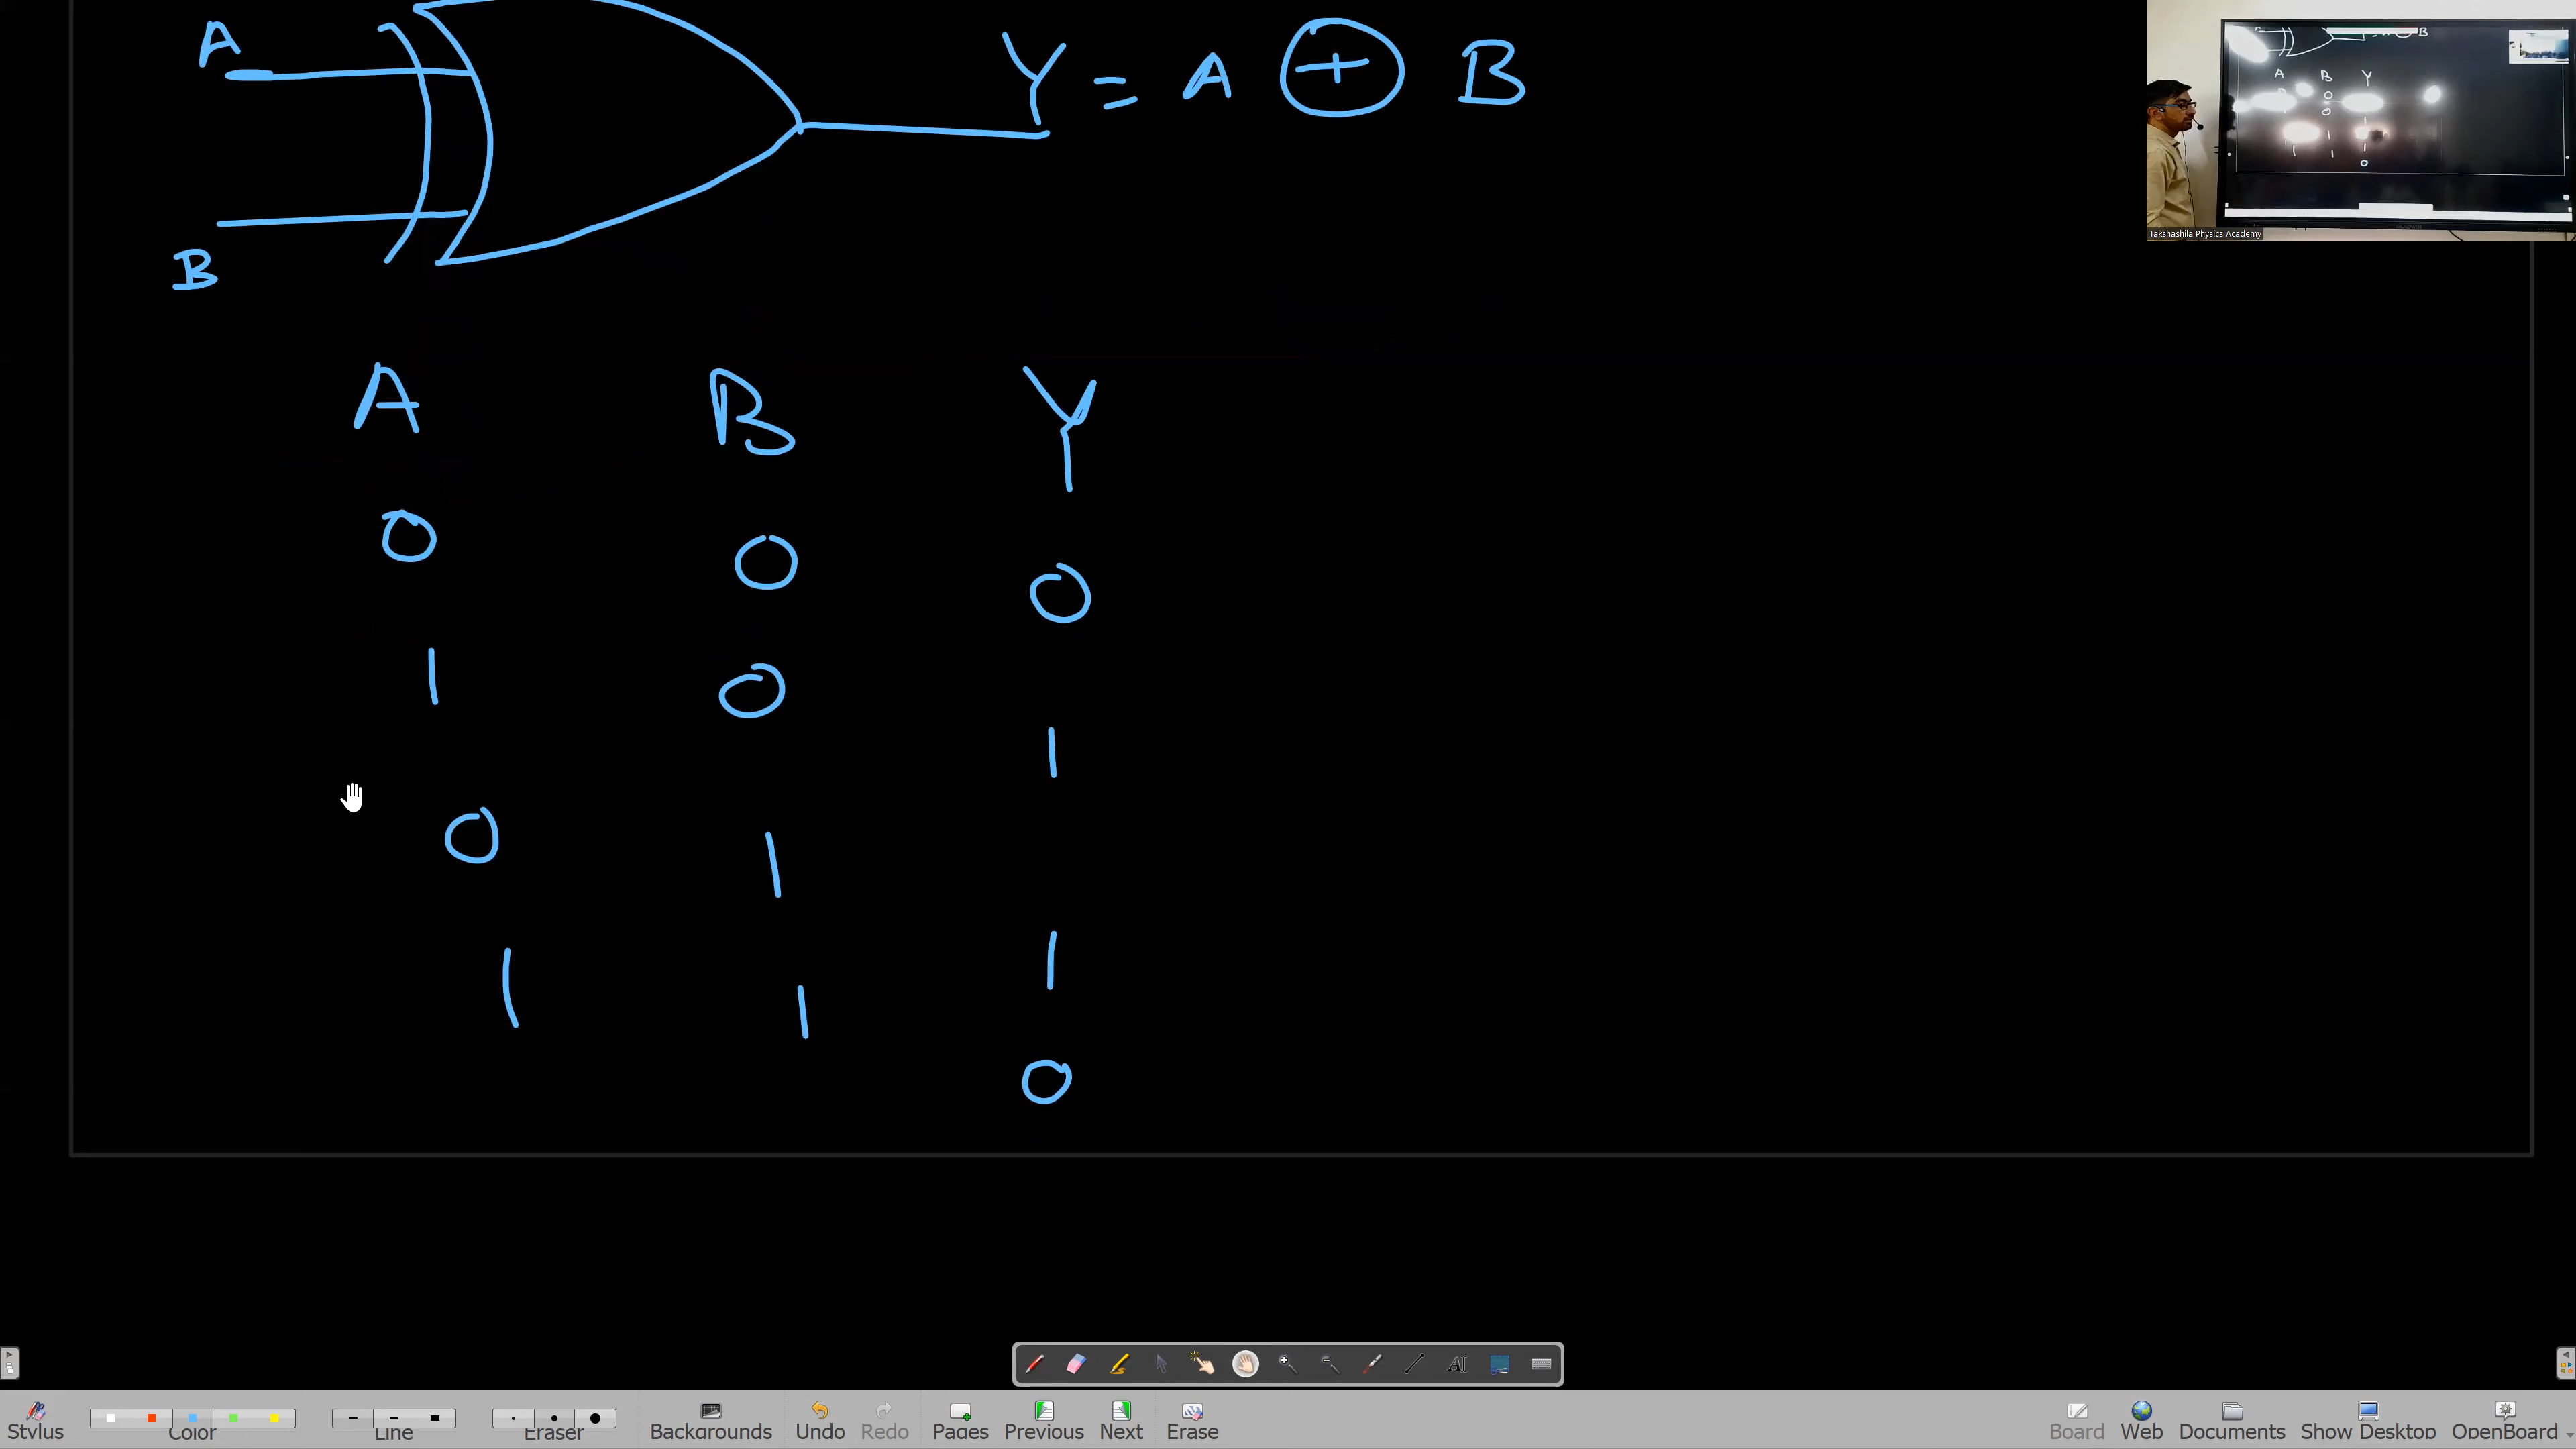 A
Y = A ⊕ B
B
A B Y
0 0 0
1 0 1
0 1 1
1 1 0
A B Y
Takshashila Physics Academy
Stylus Color Line Eraser Backgrounds Undo Redo Pages Previous Next Erase Board Web Documents Show Desktop OpenBoard